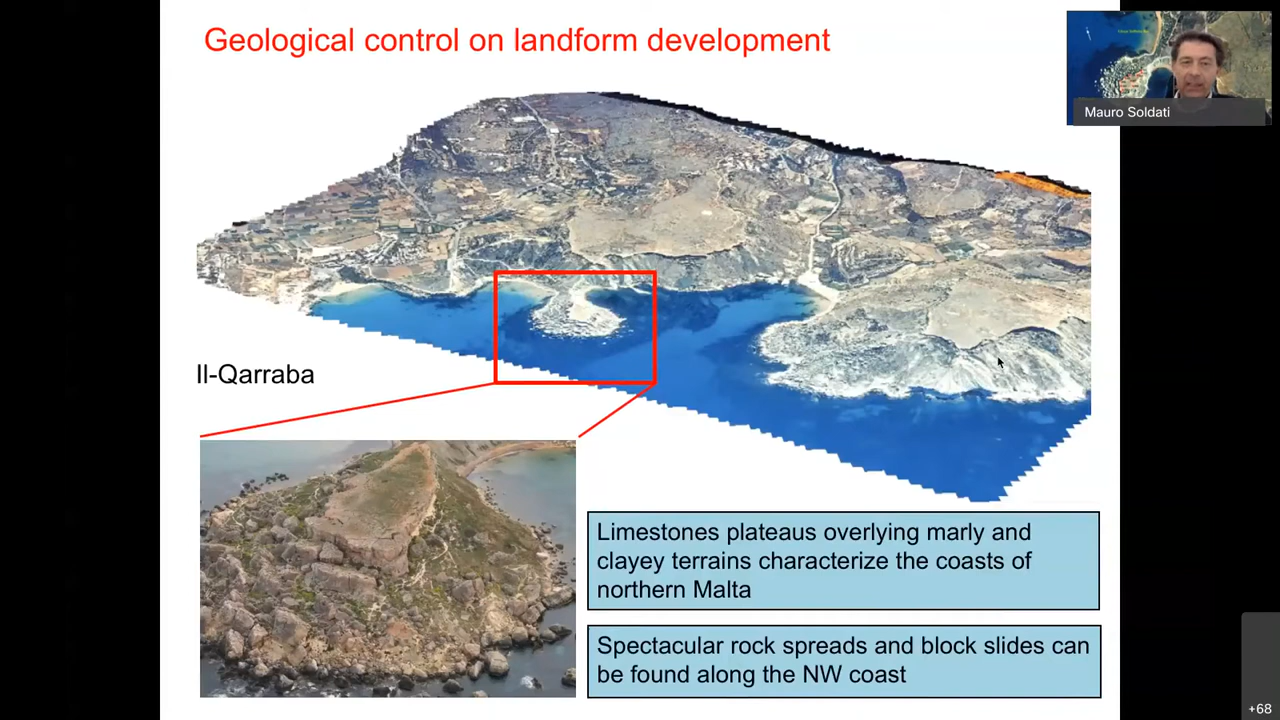 Geological control on landform development
Mauro Soldati
Il-Qarraba
Limestones plateaus overlying marly and
clayey terrains characterize the coasts of
northern Malta
Spectacular rock spreads and block slides can
be found along the NW coast
+68